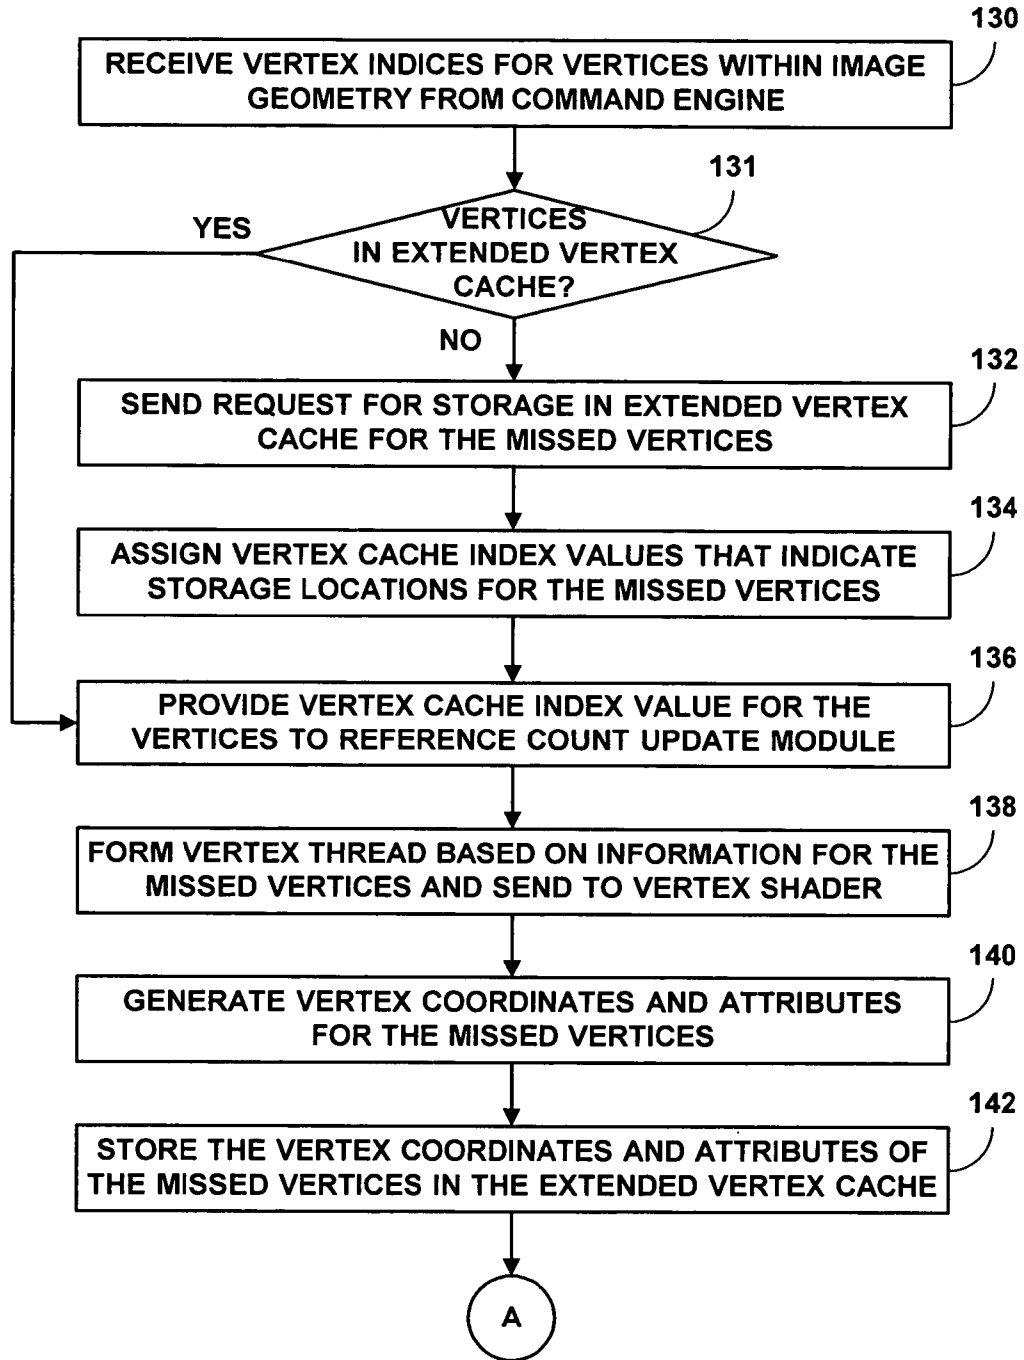 130
RECEIVE VERTEX INDICES FOR VERTICES WITHIN IMAGE
GEOMETRY FROM COMMAND ENGINE
131
YES
VERTICES
IN EXTENDED VERTEX
CACHE?
NO
132
SEND REQUEST FOR STORAGE IN EXTENDED VERTEX
CACHE FOR THE MISSED VERTICES
134
ASSIGN VERTEX CACHE INDEX VALUES THAT INDICATE
STORAGE LOCATIONS FOR THE MISSED VERTICES
136
PROVIDE VERTEX CACHE INDEX VALUE FOR THE
VERTICES TO REFERENCE COUNT UPDATE MODULE
138
FORM VERTEX THREAD BASED ON INFORMATION FOR THE
MISSED VERTICES AND SEND TO VERTEX SHADER
140
GENERATE VERTEX COORDINATES AND ATTRIBUTES
FOR THE MISSED VERTICES
142
STORE THE VERTEX COORDINATES AND ATTRIBUTES OF
THE MISSED VERTICES IN THE EXTENDED VERTEX CACHE
A